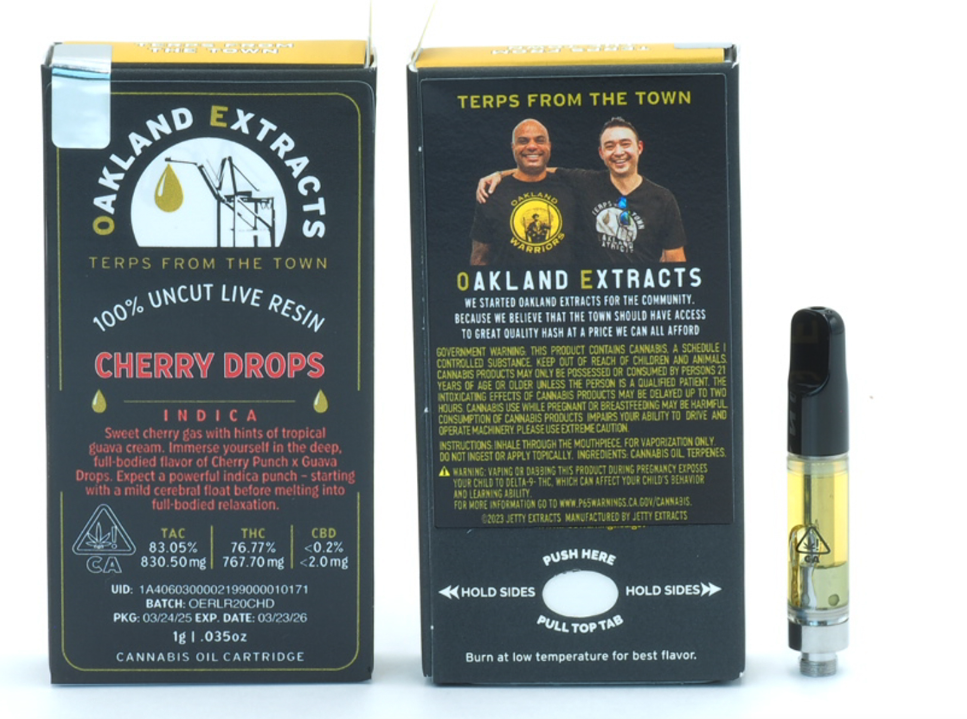 TERPS FROM
THE TOWN
OAKLAND EXTRACTS
TERPS FROM THE TOWN
100% UNCUT LIVE RESIN
CHERRY DROPS
INDICA
Sweet cherry gas with hints of tropical
guava cream. Immerse yourself in the deep,
full-bodied flavor of Cherry Punch x Guava
Drops. Expect a powerful indica punch – starting
with a mild cerebral float before melting into
full-bodied relaxation.
CA
TAC THC CBD
83.05% 76.77% <0.2%
830.50mg 767.70mg <2.0mg
UID: 1A4060300002199000010171
BATCH: OERLR20CHD
PKG: 03/24/25 EXP. DATE: 03/23/26
1g | .035oz
CANNABIS OIL CARTRIDGE
TERPS FROM THE TOWN
OAKLAND
WARRIORS
TERPS TOWN
OAKLAND
OAKLAND EXTRACTS
WE STARTED OAKLAND EXTRACTS FOR THE COMMUNITY.
BECAUSE WE BELIEVE THAT THE TOWN SHOULD HAVE ACCESS
TO GREAT QUALITY HASH AT A PRICE WE CAN ALL AFFORD
GOVERNMENT WARNING: THIS PRODUCT CONTAINS CANNABIS, A SCHEDULE I
CONTROLLED SUBSTANCE. KEEP OUT OF REACH OF CHILDREN AND ANIMALS.
CANNABIS PRODUCTS MAY ONLY BE POSSESSED OR CONSUMED BY PERSONS 21
YEARS OF AGE OR OLDER UNLESS THE PERSON IS A QUALIFIED PATIENT. THE
INTOXICATING EFFECTS OF CANNABIS PRODUCTS MAY BE DELAYED UP TO TWO
HOURS. CANNABIS USE WHILE PREGNANT OR BREASTFEEDING MAY BE HARMFUL.
CONSUMPTION OF CANNABIS PRODUCTS IMPAIRS YOUR ABILITY TO DRIVE AND
OPERATE MACHINERY. PLEASE USE EXTREME CAUTION.
INSTRUCTIONS: INHALE THROUGH THE MOUTHPIECE. FOR VAPORIZATION ONLY.
DO NOT INGEST OR APPLY TOPICALLY. INGREDIENTS: CANNABIS OIL, TERPENES.
WARNING: VAPING OR DABBING THIS PRODUCT DURING PREGNANCY EXPOSES
YOUR CHILD TO DELTA-9- THC, WHICH CAN AFFECT YOUR CHILD'S BEHAVIOR
AND LEARNING ABILITY.
FOR MORE INFORMATION GO TO WWW.P65WARNINGS.CA.GOV/CANNABIS.
©2023 JETTY EXTRACTS MANUFACTURED BY JETTY EXTRACTS
PUSH HERE
HOLD SIDES HOLD SIDES
PULL TOP TAB
Burn at low temperature for best flavor.
CA